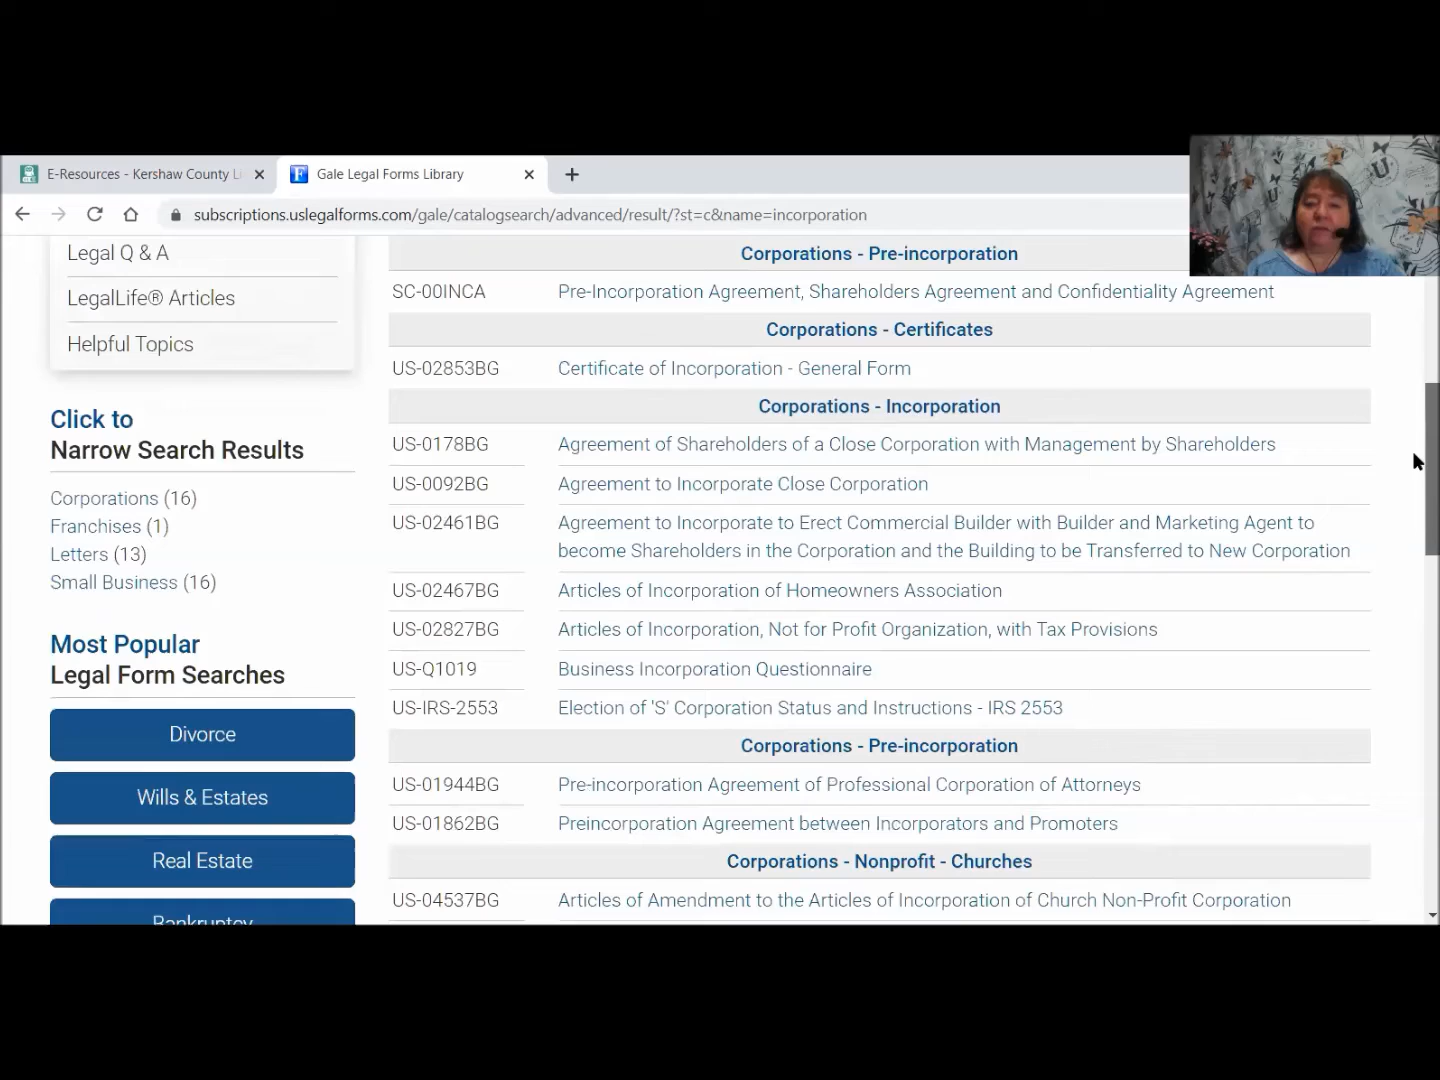 E-Resources - Kershaw County Li
Gale Legal Forms Library
subscriptions.uslegalforms.com/gale/catalogsearch/advanced/result/?st=c&name=incorporation
Legal Q & A
LegalLife® Articles
Helpful Topics
Click to
Narrow Search Results
Corporations (16)
Franchises (1)
Letters (13)
Small Business (16)
Most Popular
Legal Form Searches
Divorce
Wills & Estates
Real Estate
Bankruptcy
Corporations - Pre-incorporation
SC-00INCA Pre-Incorporation Agreement, Shareholders Agreement and Confidentiality Agreement
Corporations - Certificates
US-02853BG Certificate of Incorporation - General Form
Corporations - Incorporation
US-0178BG Agreement of Shareholders of a Close Corporation with Management by Shareholders
US-0092BG Agreement to Incorporate Close Corporation
US-02461BG Agreement to Incorporate to Erect Commercial Builder with Builder and Marketing Agent to
become Shareholders in the Corporation and the Building to be Transferred to New Corporation
US-02467BG Articles of Incorporation of Homeowners Association
US-02827BG Articles of Incorporation, Not for Profit Organization, with Tax Provisions
US-Q1019 Business Incorporation Questionnaire
US-IRS-2553 Election of 'S' Corporation Status and Instructions - IRS 2553
Corporations - Pre-incorporation
US-01944BG Pre-incorporation Agreement of Professional Corporation of Attorneys
US-01862BG Preincorporation Agreement between Incorporators and Promoters
Corporations - Nonprofit - Churches
US-04537BG Articles of Amendment to the Articles of Incorporation of Church Non-Profit Corporation